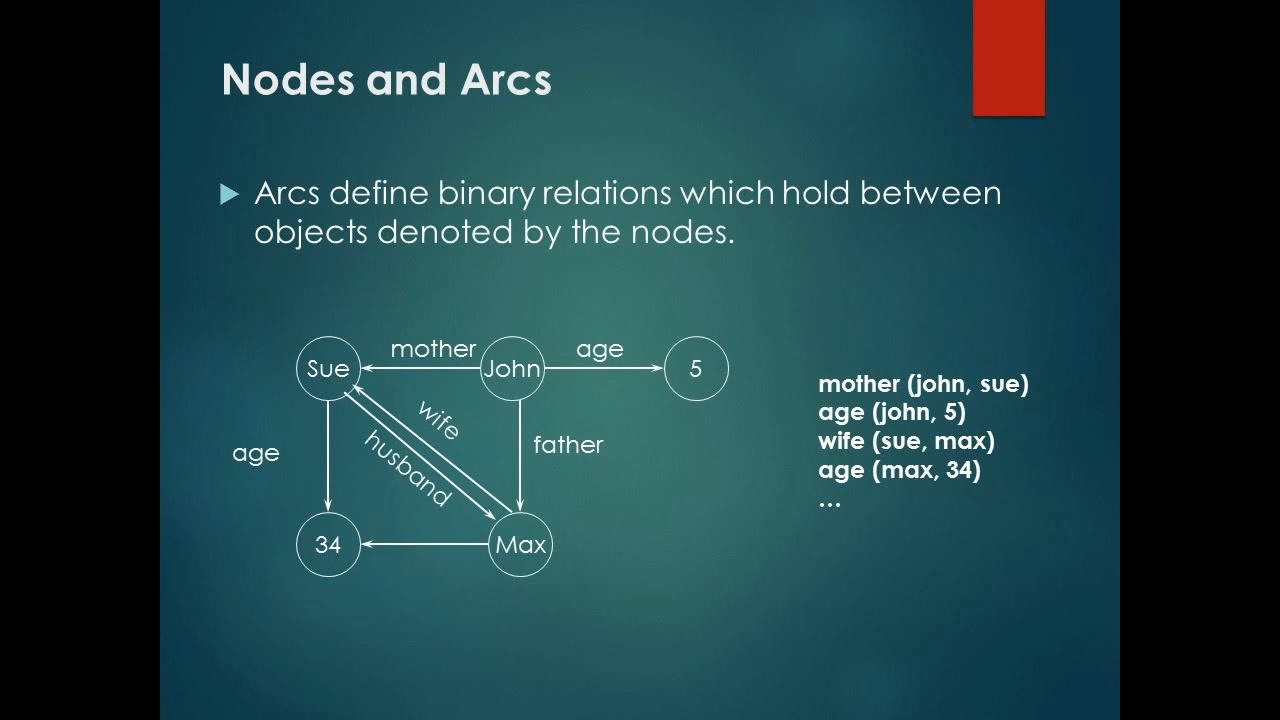 Nodes and Arcs
Arcs define binary relations which hold between
objects denoted by the nodes.
Sue
mother
John
age
5
wife
husband
father
age
34
Max
mother (john, sue)
age (john, 5)
wife (sue, max)
age (max, 34)
...